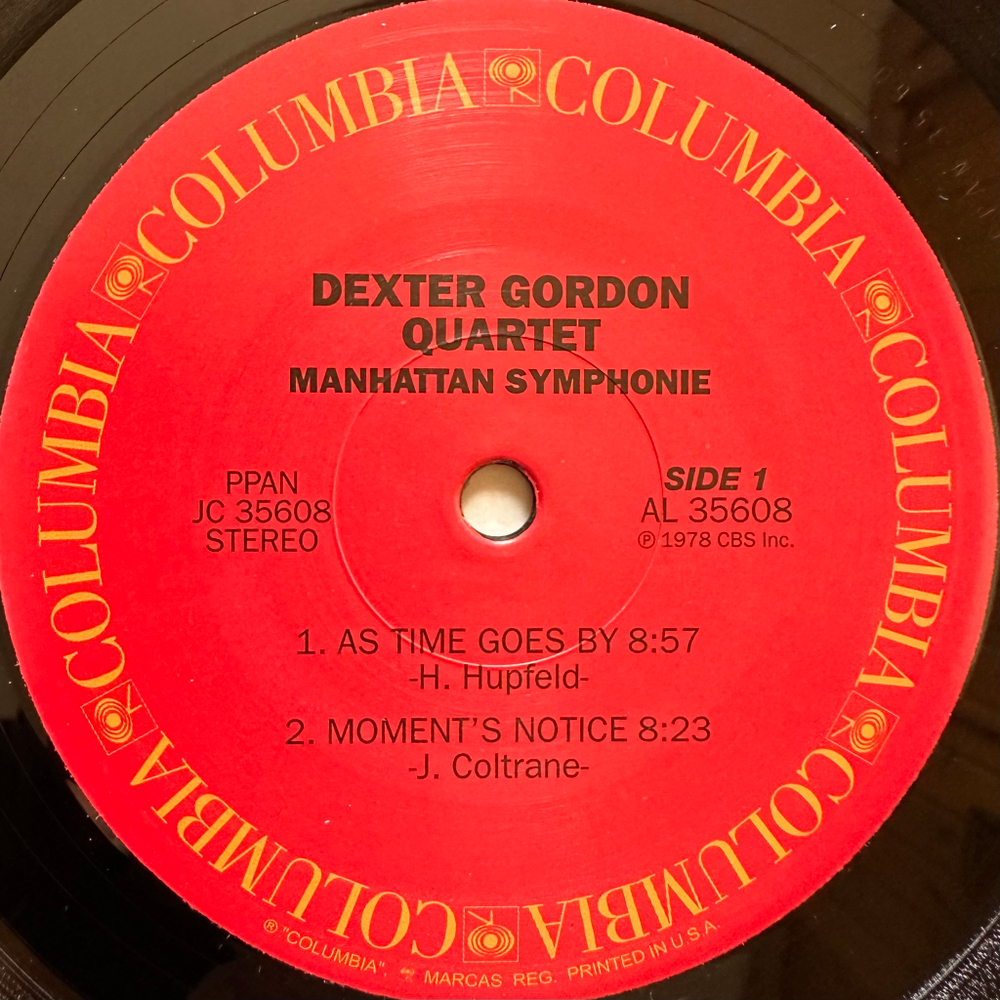 COLUMBIA COLUMBIA COLUMBIA COLUMBIA COLUMBIA COLUMBIA
DEXTER GORDON
QUARTET
MANHATTAN SYMPHONIE
PPAN
JC 35608
STEREO
SIDE 1
AL 35608
℗ 1978 CBS Inc.
1. AS TIME GOES BY 8:57
-H. Hupfeld-
2. MOMENT'S NOTICE 8:23
-J. Coltrane-
® "COLUMBIA", MARCAS REG. PRINTED IN U.S.A.